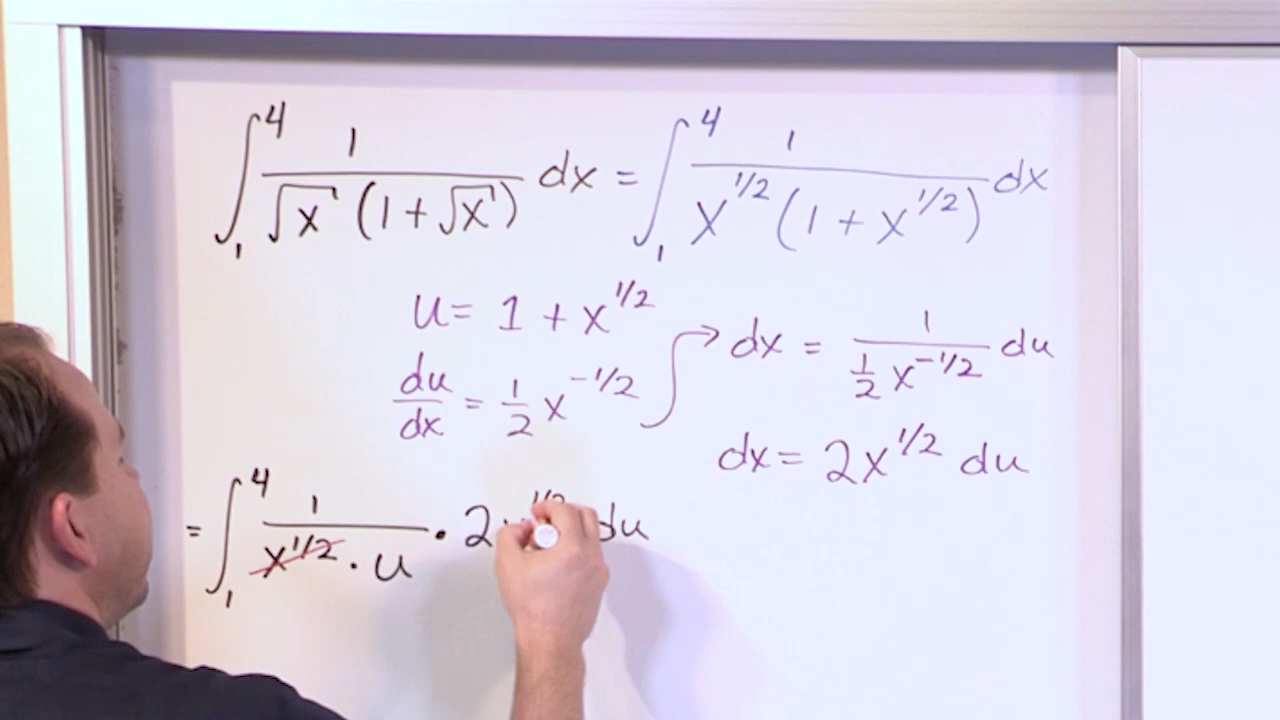 ∫₁⁴ 1/(√x (1+√x)) dx = ∫₁⁴ 1/(x^{1/2} (1 + x^{1/2})) dx
u = 1 + x^{1/2}
du/dx = 1/2 x^{-1/2} → dx = 1/(1/2 x^{-1/2}) du
dx = 2x^{1/2} du
= ∫₁⁴ 1/(x^{1/2} · u) · 2 du